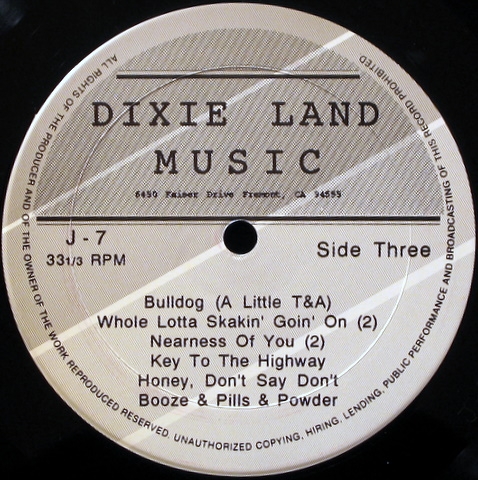 DIXIE LAND
MUSIC
6450 Kaiser Drive Fremont, CA 94555
J - 7
33 1/3 RPM
Side Three
Bulldog (A Little T&A)
Whole Lotta Skakin' Goin' On (2)
Nearness Of You (2)
Key To The Highway
Honey, Don't Say Don't
Booze & Pills & Powder
ALL RIGHTS OF THE PRODUCER AND OF THE OWNER OF THE WORK REPRODUCED RESERVED. UNAUTHORIZED COPYING, HIRING, LENDING, PUBLIC PERFORMANCE AND BROADCASTING OF THIS RECORD PROHIBITED